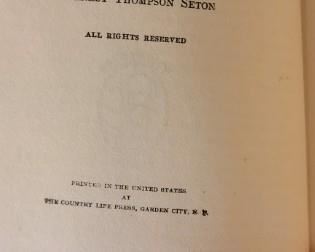 THOMPSON SETON
ALL RIGHTS RESERVED
PRINTED IN THE UNITED STATES
AT
THE COUNTRY LIFE PRESS, GARDEN CITY, N. Y.